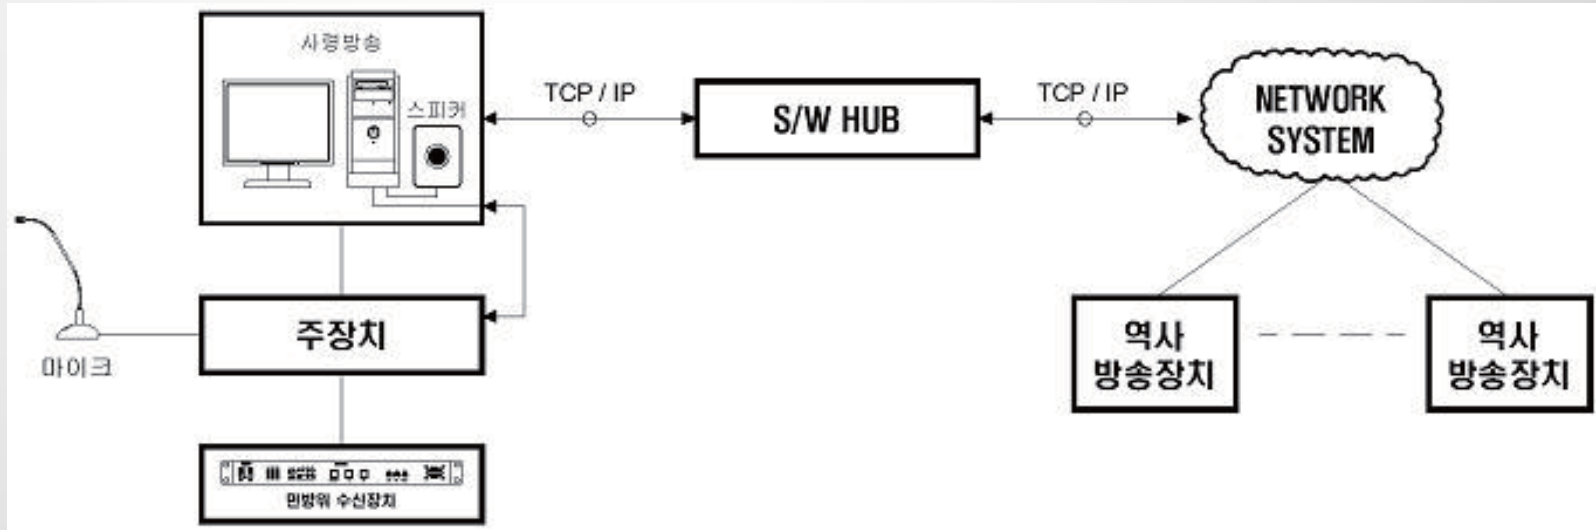 사령방송
스피커
TCP / IP
S/W HUB
TCP / IP
NETWORK
SYSTEM
마이크
주장치
민방위 수신장치
역사
방송장치
역사
방송장치